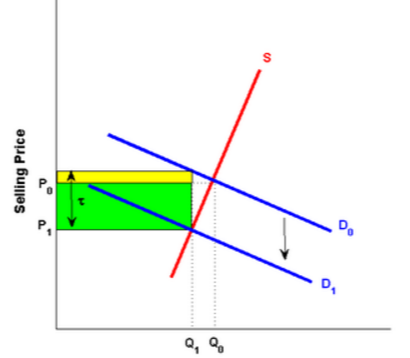 S
Selling Price
P0
τ
P1
D0
D1
Q1 Q0